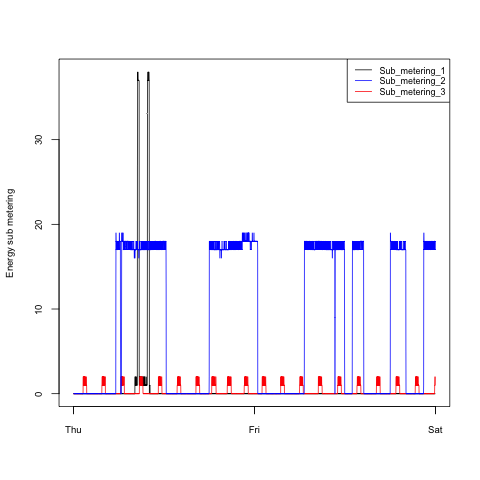 Sub_metering_1
Sub_metering_2
Sub_metering_3
Energy sub metering
30
20
10
0
Thu
Fri
Sat